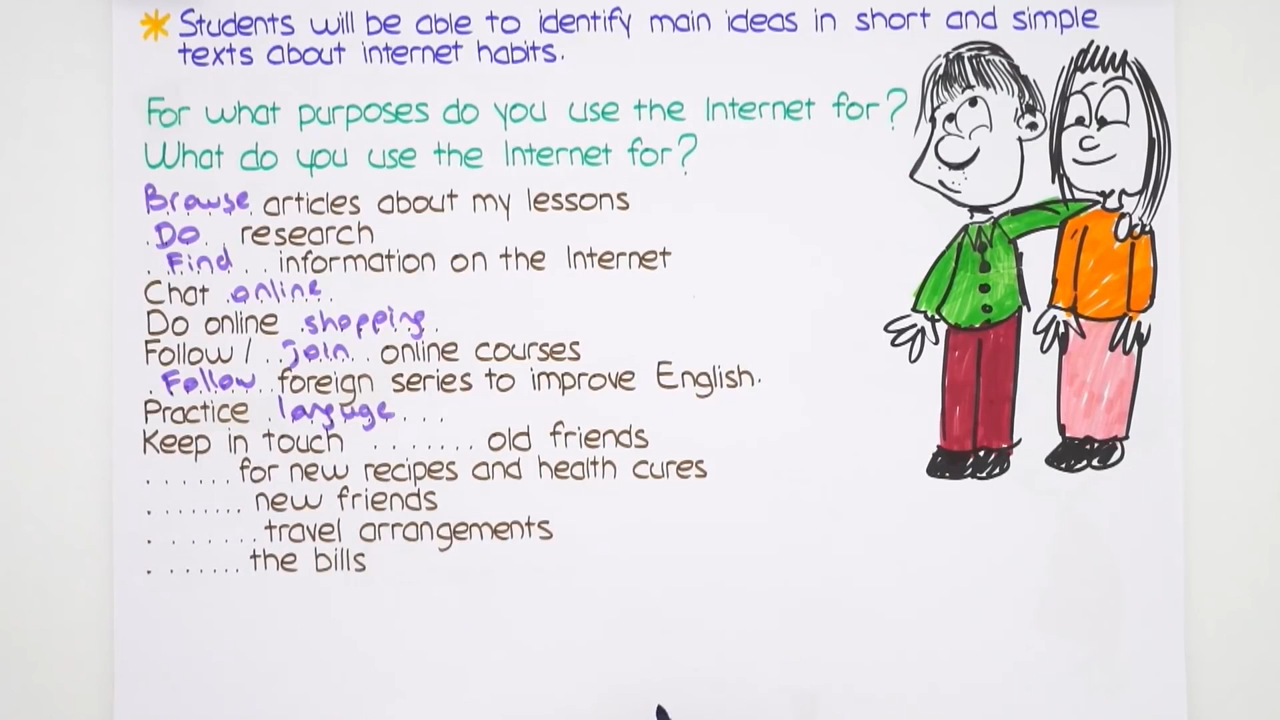 Students will be able to identify main ideas in short and simple
texts about internet habits.
For what purposes do you use the Internet for?
What do you use the Internet for?
Browse articles about my lessons
.Do. research
. Find . . information on the Internet
Chat .online.
Do online .shopping.
Follow / . . join . . online courses
. Follow . . foreign series to improve English.
Practice .languge . . .
Keep in touch . . . . . . . old friends
. . . . . . for new recipes and health cures
. . . . . . . . new friends
. . . . . . . travel arrangements
. . . . . . . the bills